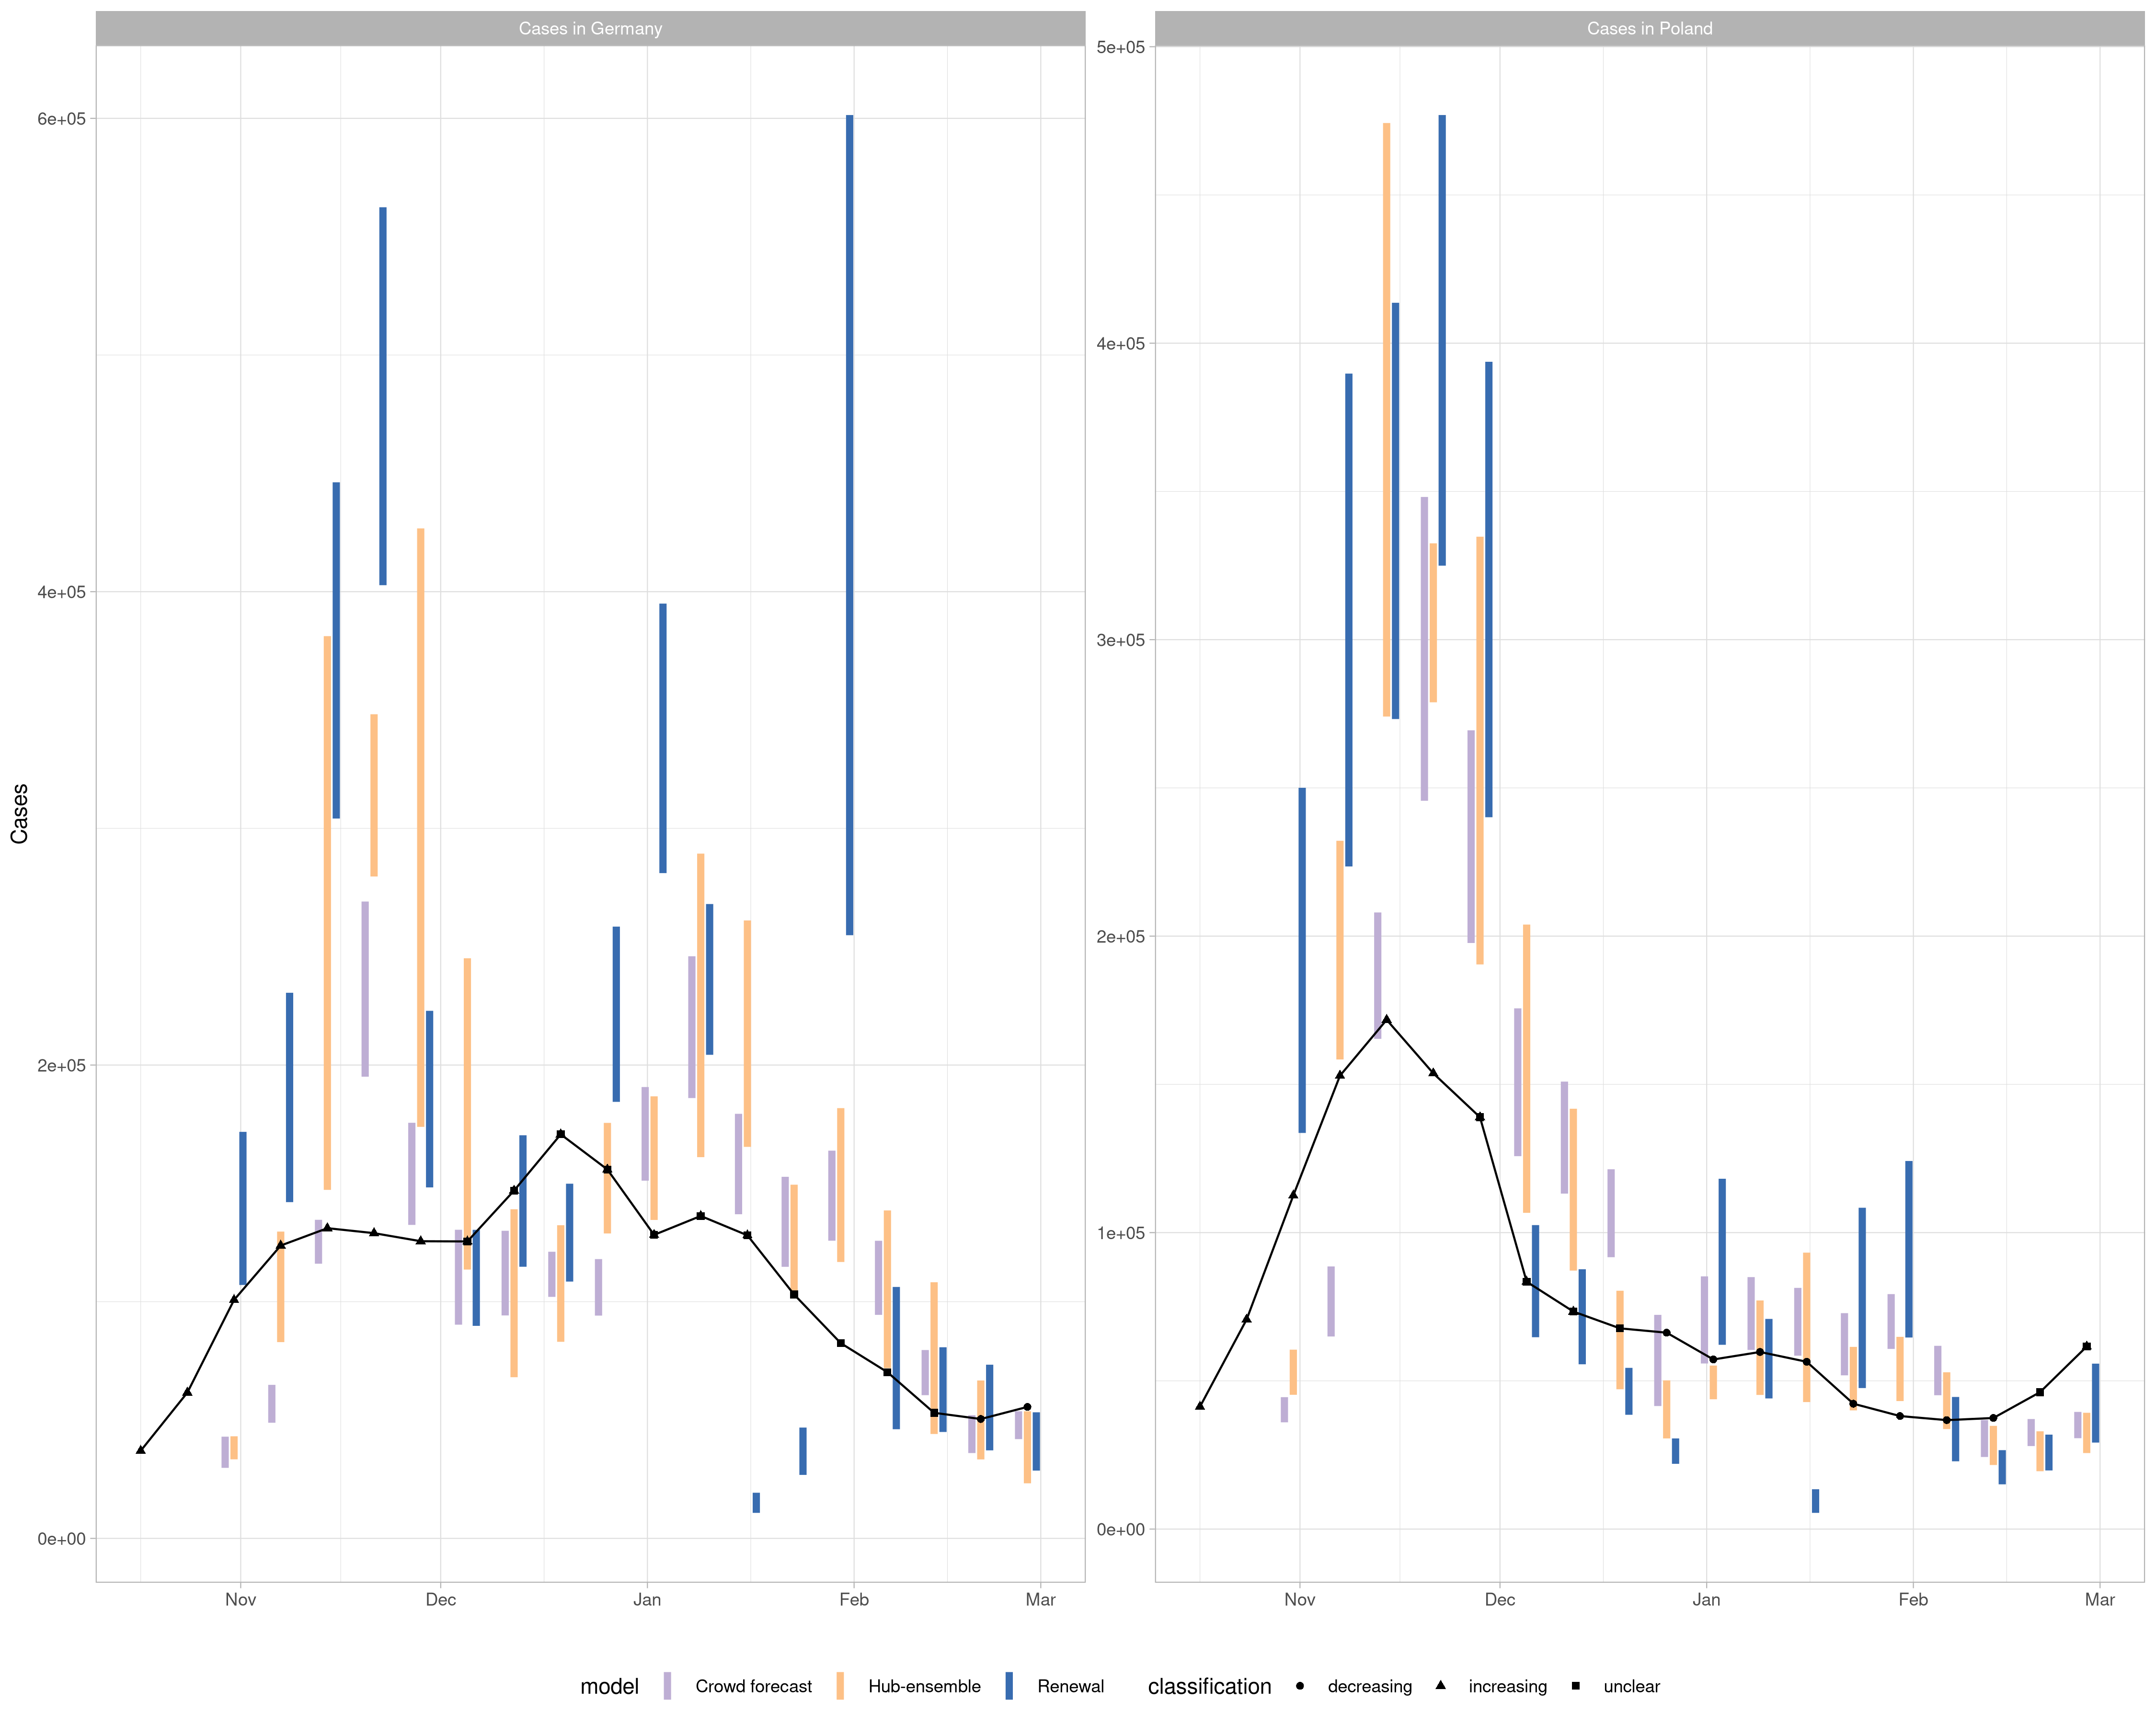 Cases in Germany
Cases in Poland
Cases
6e+05
4e+05
2e+05
0e+00
5e+05
4e+05
3e+05
2e+05
1e+05
0e+00
Nov Dec Jan Feb Mar
Nov Dec Jan Feb Mar
model Crowd forecast Hub-ensemble Renewal classification decreasing increasing unclear